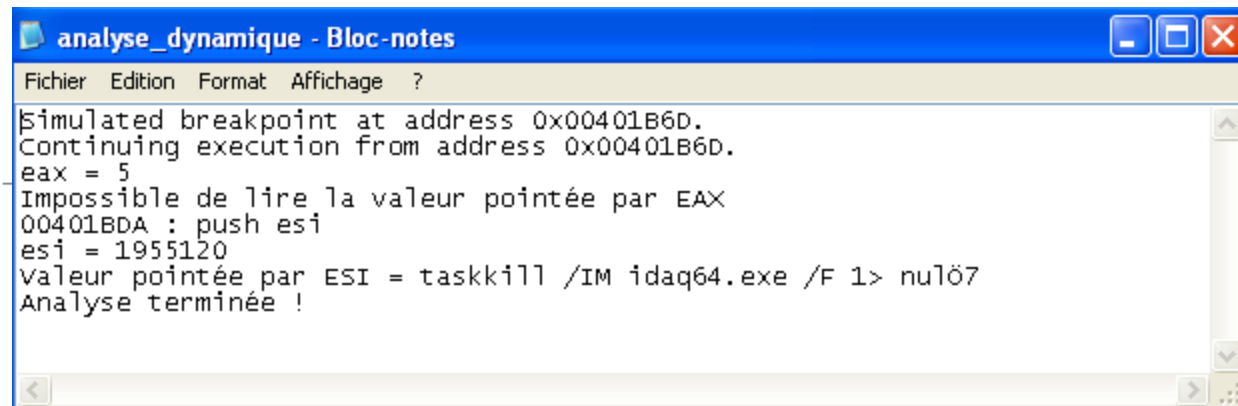 analyse_dynamique - Bloc-notes
Fichier Edition Format Affichage ?
Simulated breakpoint at address 0x00401B6D.
Continuing execution from address 0x00401B6D.
eax = 5
Impossible de lire la valeur pointée par EAX
00401BDA : push esi
esi = 1955120
Valeur pointée par ESI = taskkill /IM idaq64.exe /F 1> nulö7
Analyse terminée !